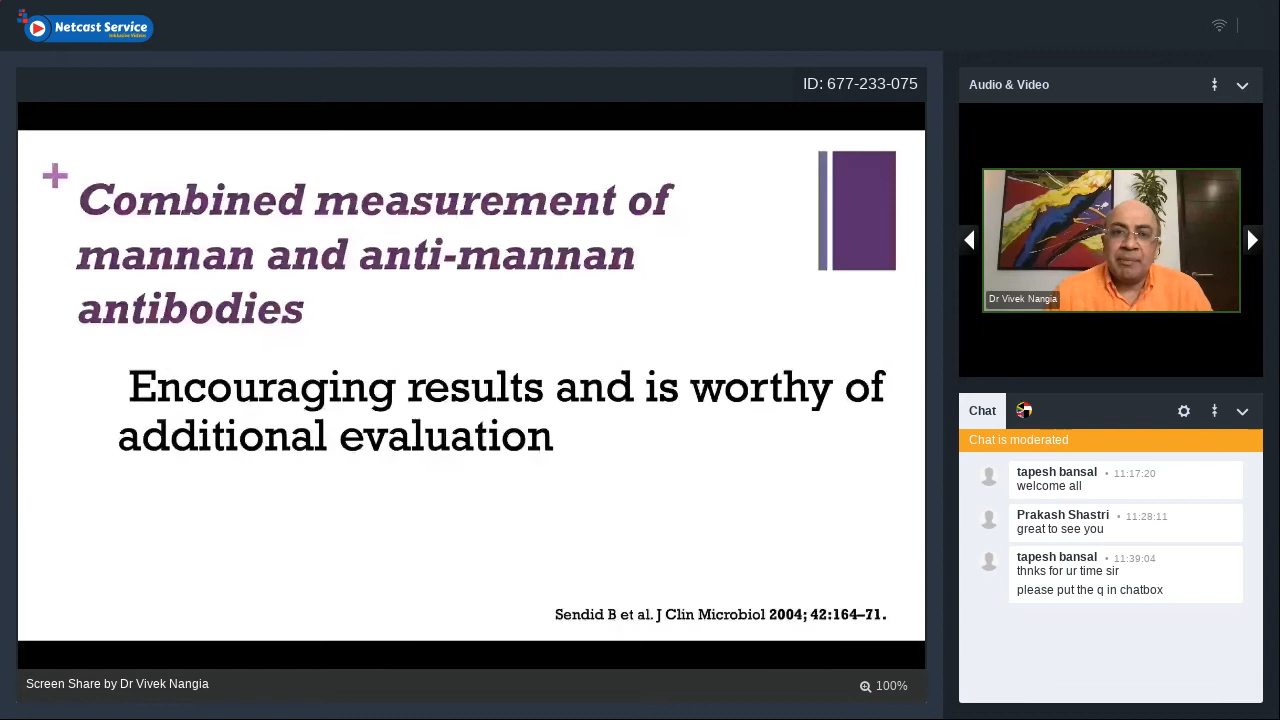 Netcast Service
Inklusive Videos
ID: 677-233-075
+
Combined measurement of
mannan and anti-mannan
antibodies
Encouraging results and is worthy of
additional evaluation
Sendid B et al. J Clin Microbiol 2004; 42:164–71.
Screen Share by Dr Vivek Nangia
100%
Audio & Video
Dr Vivek Nangia
Chat
Chat is moderated
tapesh bansal • 11:17:20
welcome all
Prakash Shastri • 11:28:11
great to see you
tapesh bansal • 11:39:04
thnks for ur time sir
please put the q in chatbox